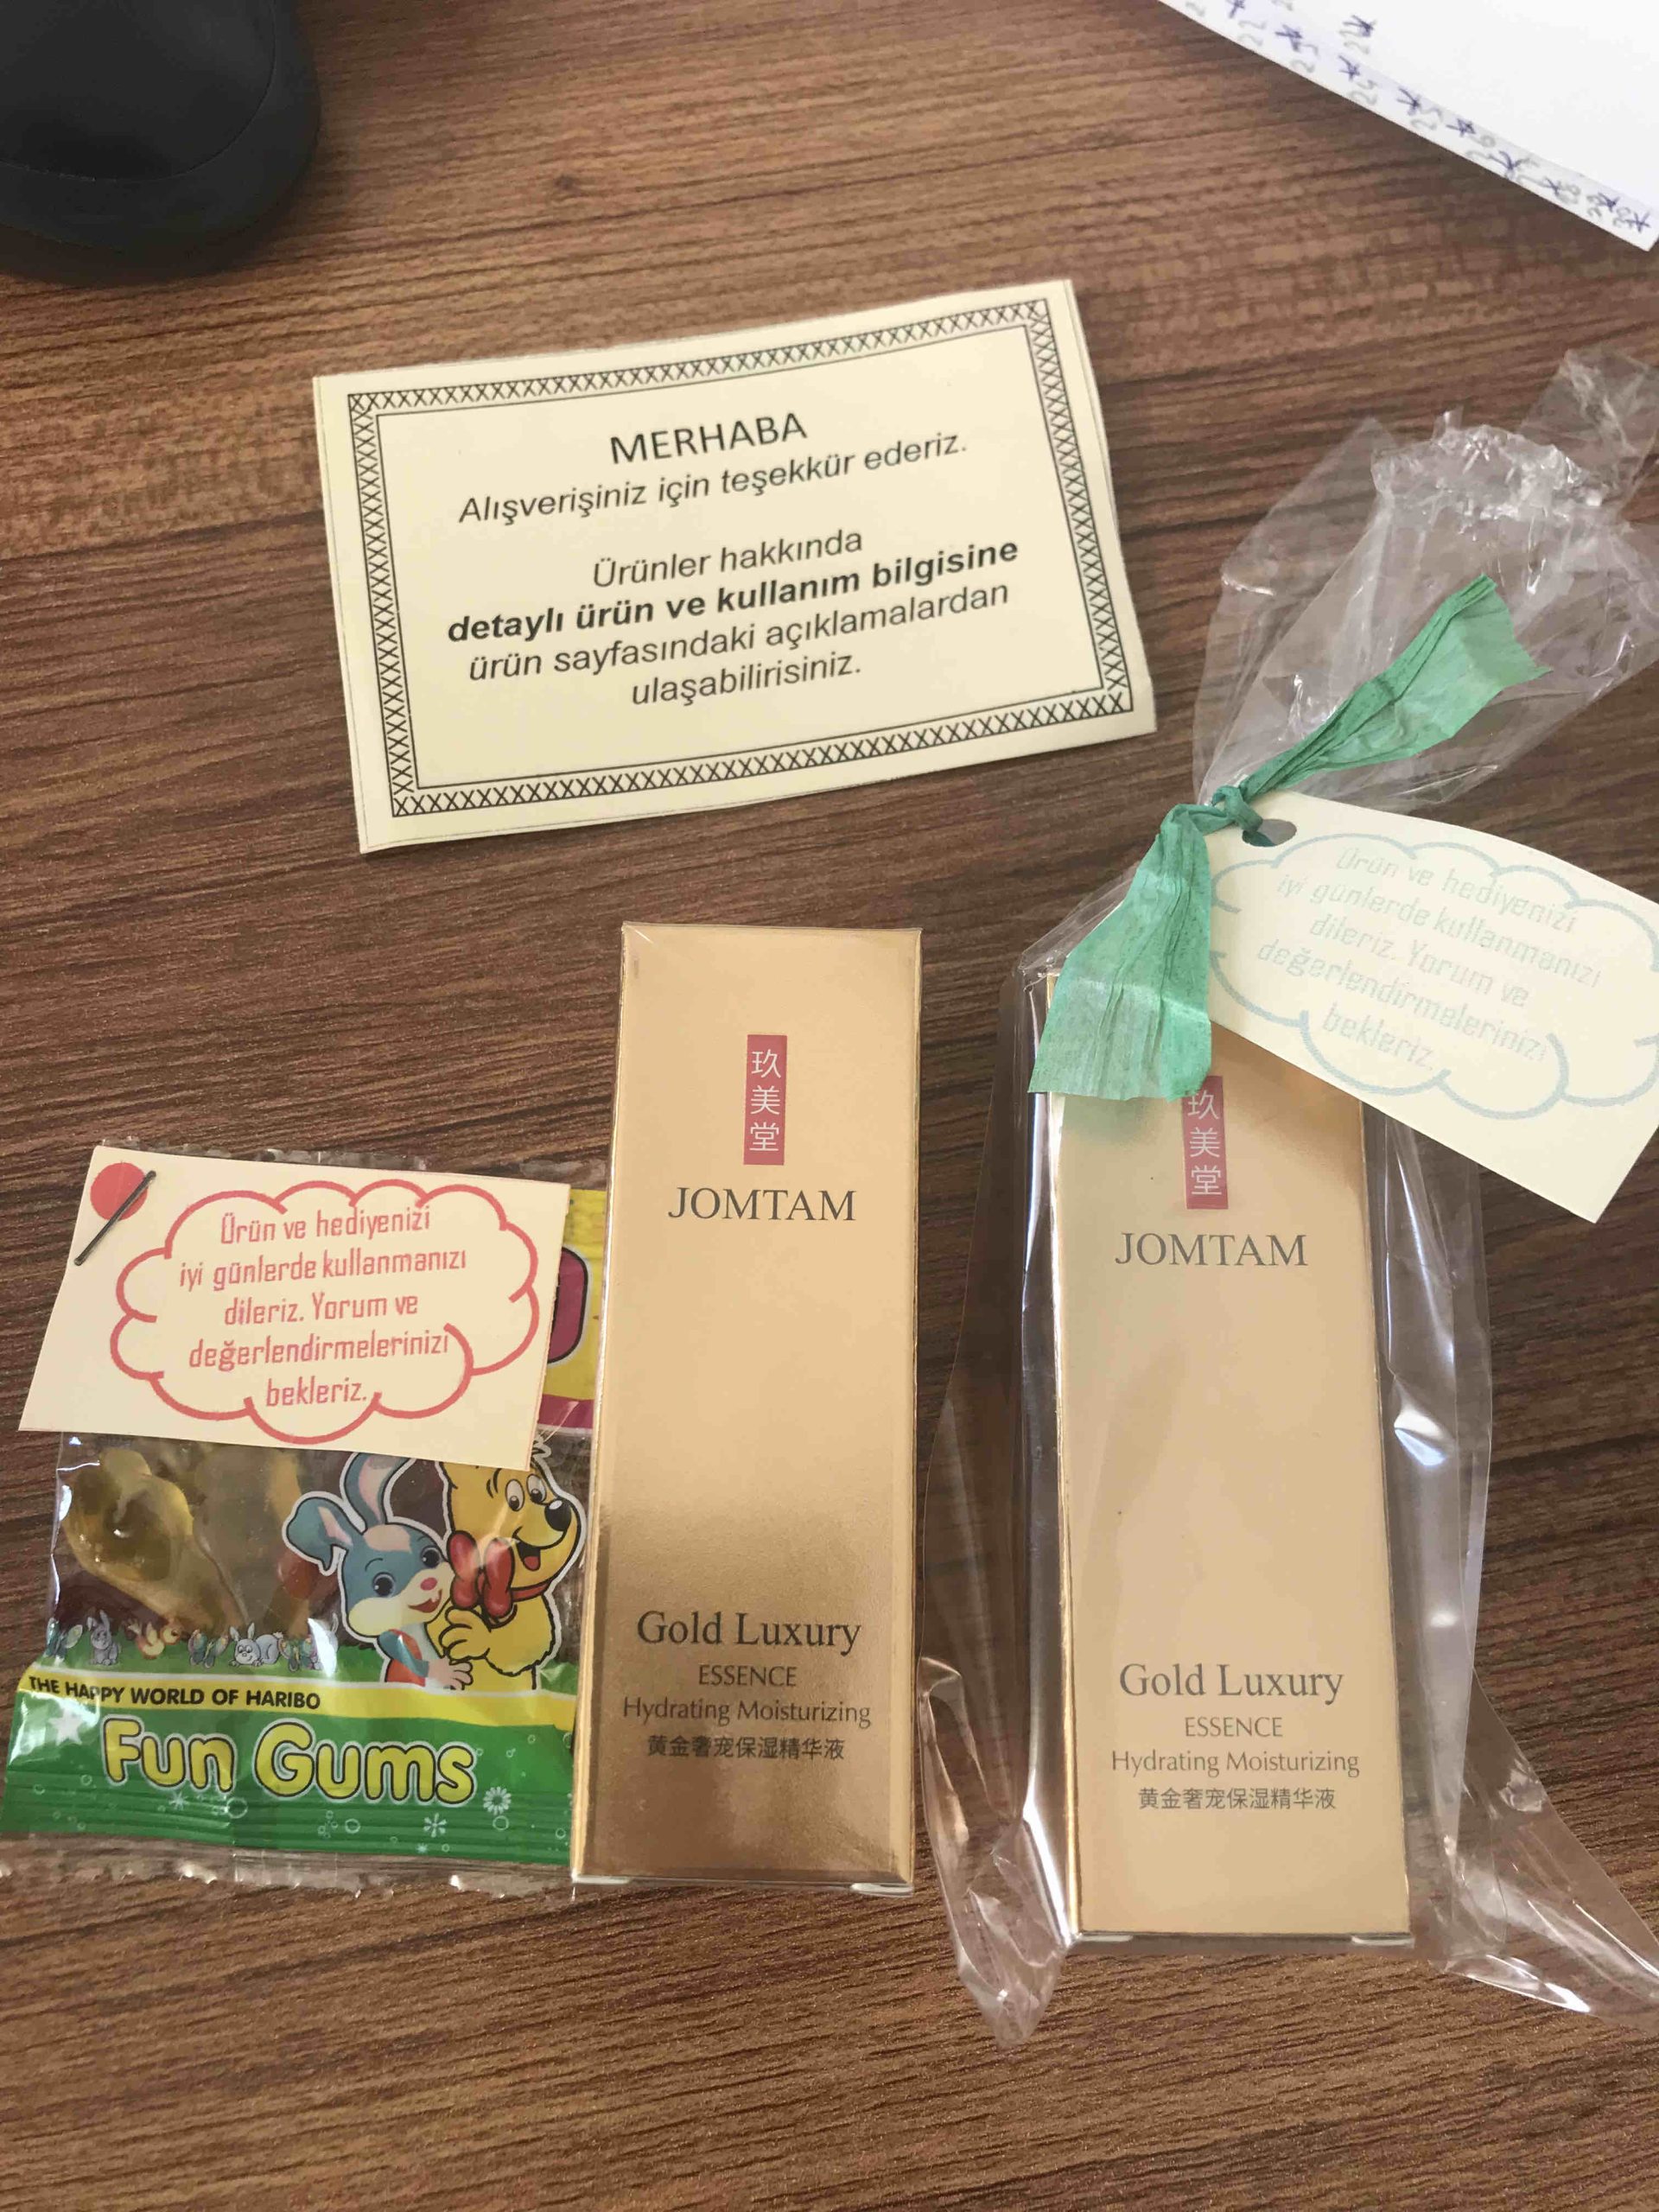 MERHABA
Alışverişiniz için teşekkür ederiz.
Ürünler hakkında
detaylı ürün ve kullanım bilgisine
ürün sayfasındaki açıklamalardan
ulaşabilirisiniz.
Ürün ve hediyenizi
iyi günlerde kullanmanızı
dileriz. Yorum ve
değerlendirmelerinizi
bekleriz.
玖美堂
JOMTAM
Gold Luxury
ESSENCE
Hydrating Moisturizing
黄金奢宠保湿精华液
Ürün ve hediyenizi
iyi günlerde kullanmanızı
dileriz. Yorum ve
değerlendirmelerinizi
bekleriz.
THE HAPPY WORLD OF HARIBO
Fun Gums
玖美堂
JOMTAM
Gold Luxury
ESSENCE
Hydrating Moisturizing
黄金奢宠保湿精华液